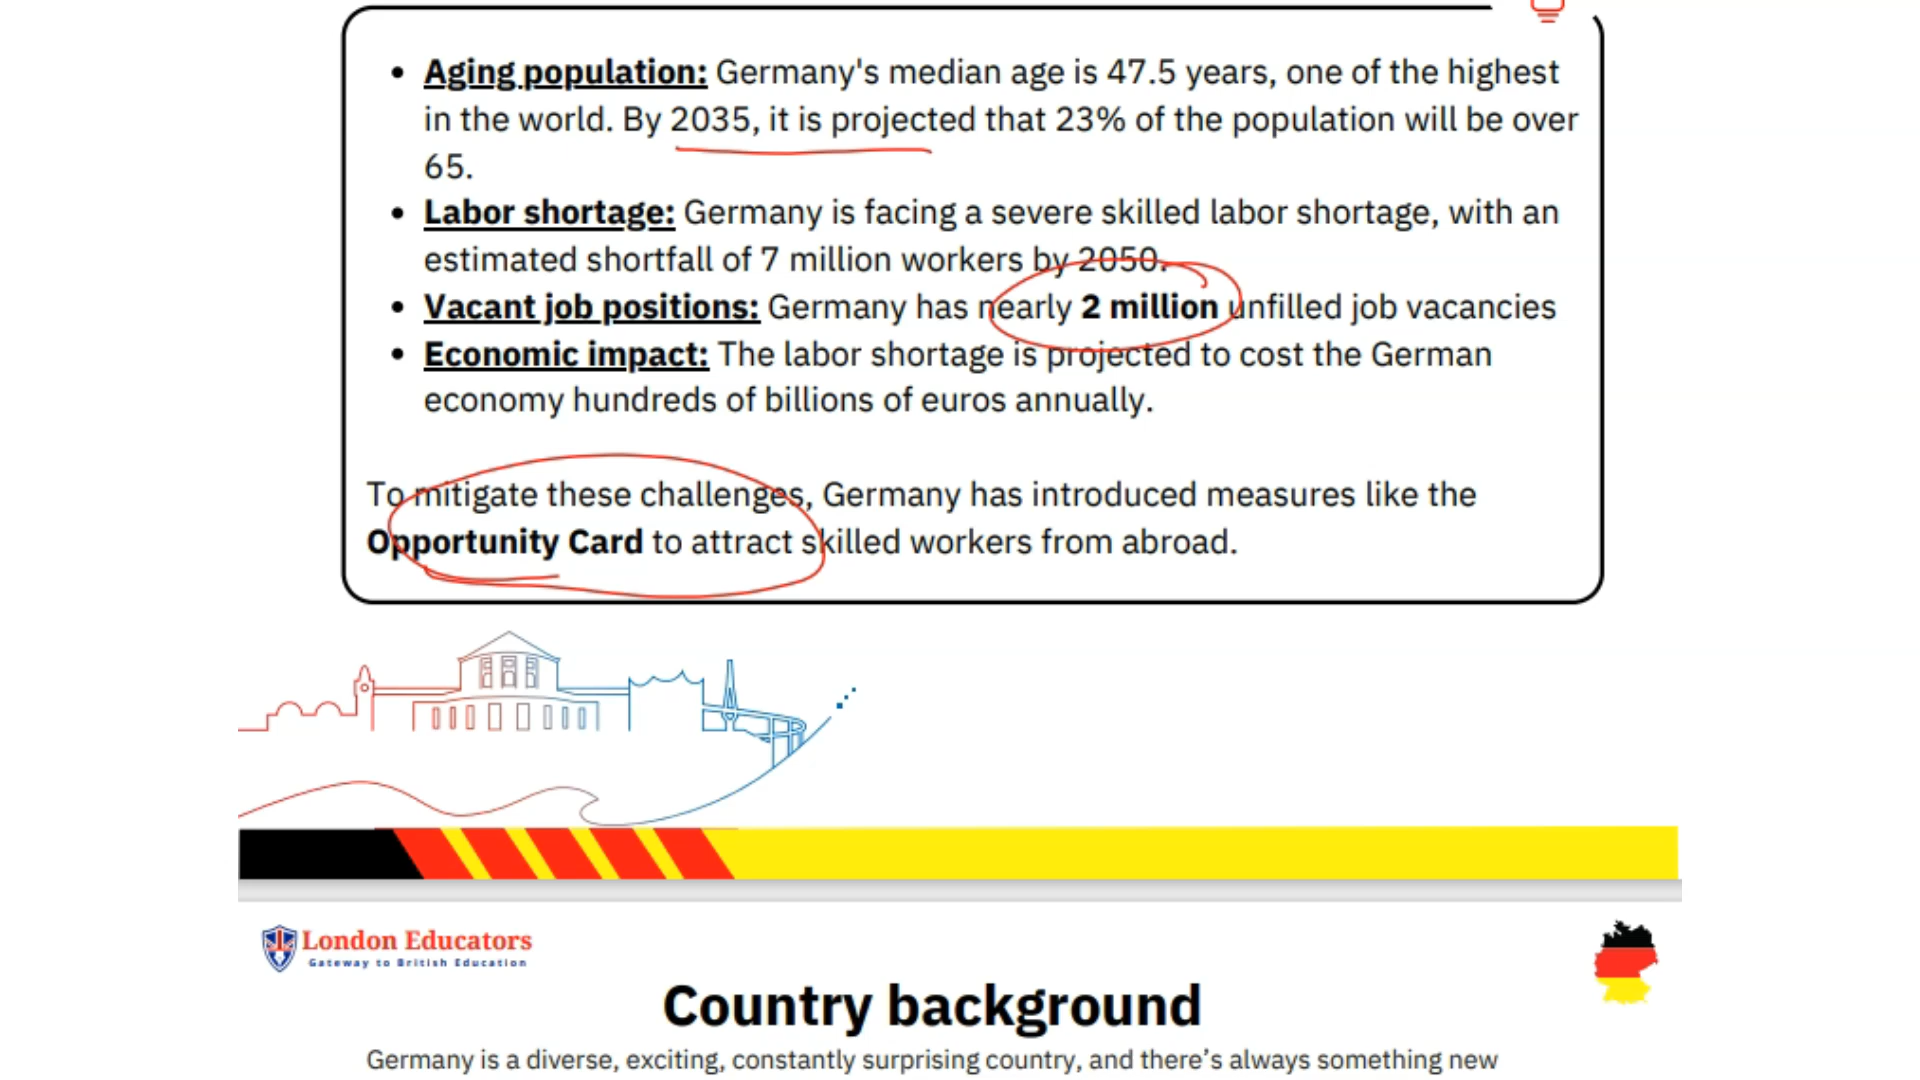 • Aging population: Germany's median age is 47.5 years, one of the highest
in the world. By 2035, it is projected that 23% of the population will be over
65.
• Labor shortage: Germany is facing a severe skilled labor shortage, with an
estimated shortfall of 7 million workers by 2050.
• Vacant job positions: Germany has nearly 2 million unfilled job vacancies
• Economic impact: The labor shortage is projected to cost the German
economy hundreds of billions of euros annually.
To mitigate these challenges, Germany has introduced measures like the
Opportunity Card to attract skilled workers from abroad.
London Educators
Gateway to British Education
Country background
Germany is a diverse, exciting, constantly surprising country, and there’s always something new